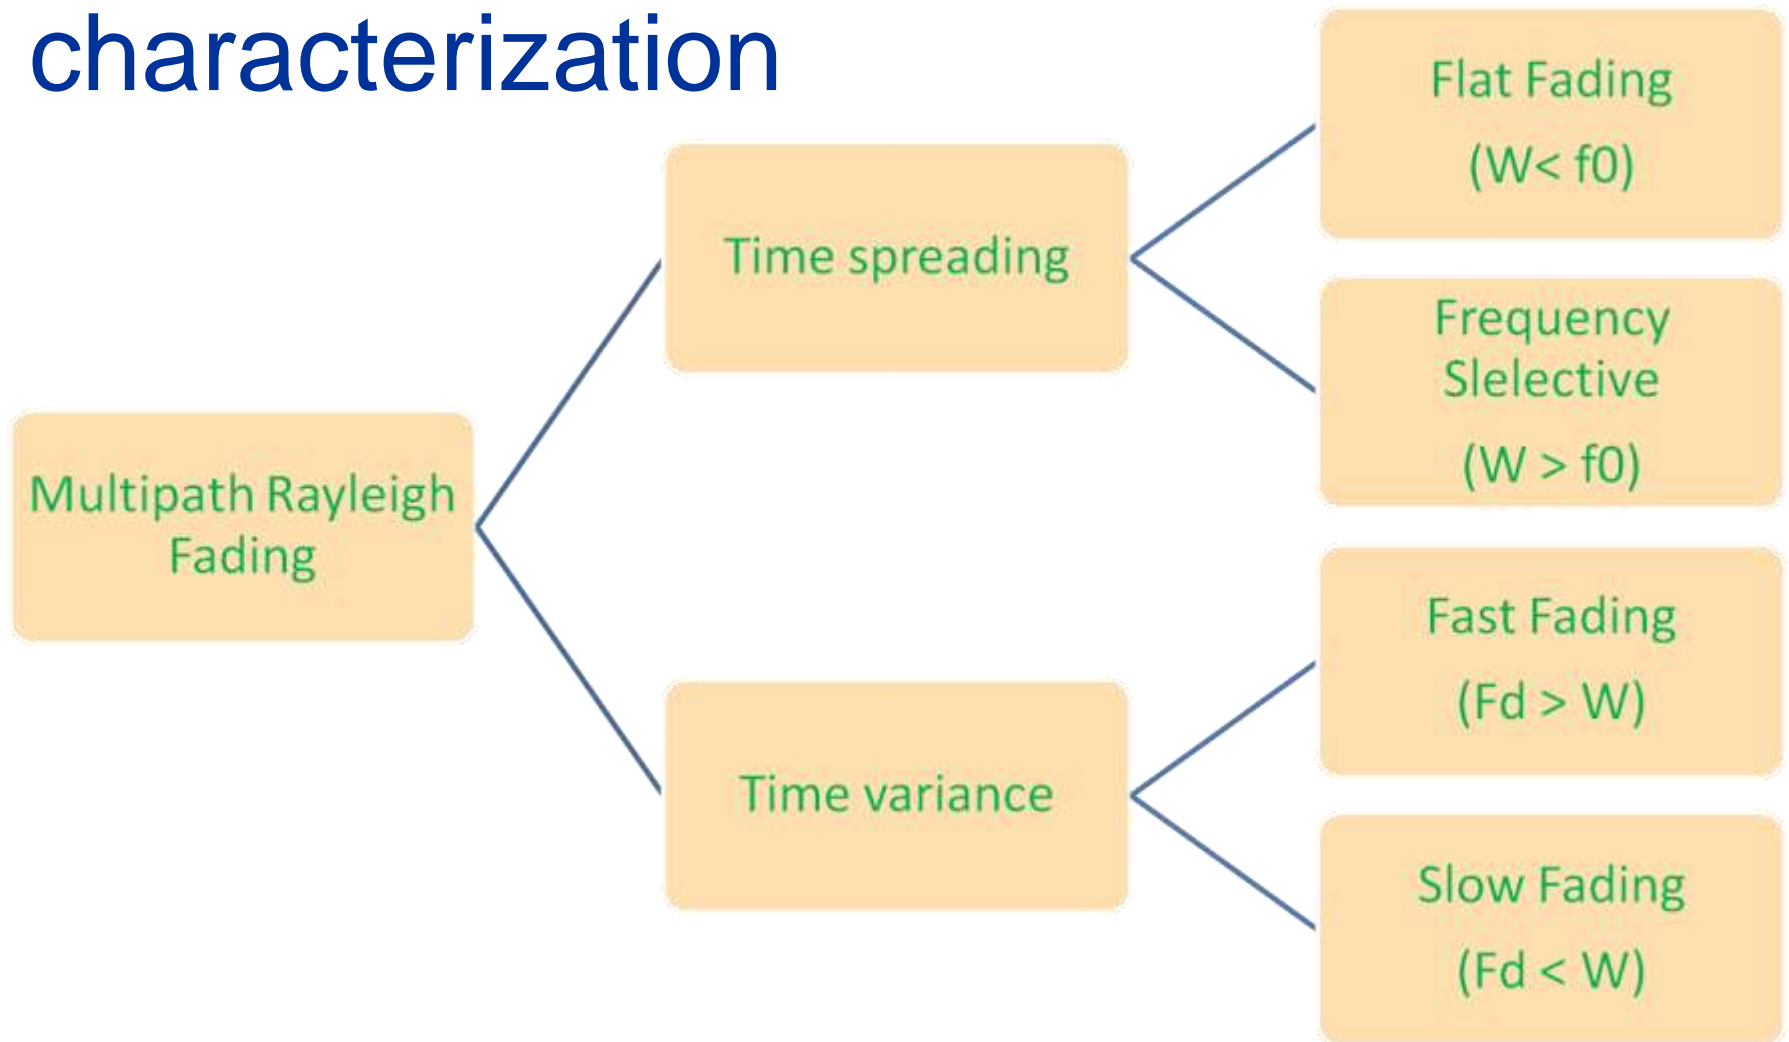 characterization
Multipath Rayleigh
Fading
Time spreading
Flat Fading
(W< f0)
Frequency
Slelective
(W > f0)
Time variance
Fast Fading
(Fd > W)
Slow Fading
(Fd < W)